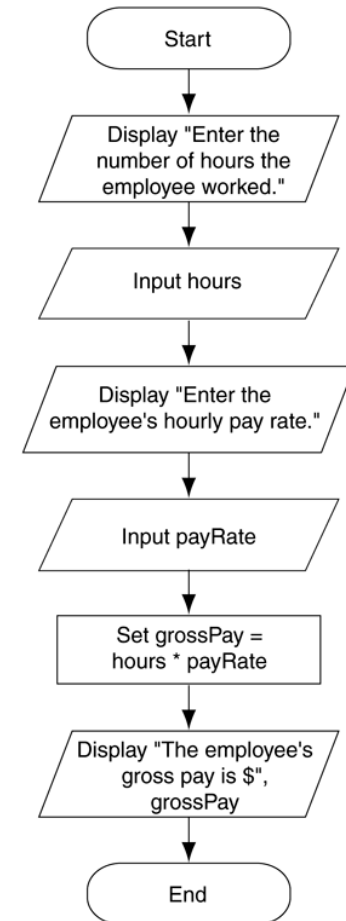 Start
Display "Enter the
number of hours the
employee worked."
Input hours
Display "Enter the
employee's hourly pay rate."
Input payRate
Set grossPay =
hours * payRate
Display "The employee's
gross pay is $",
grossPay
End